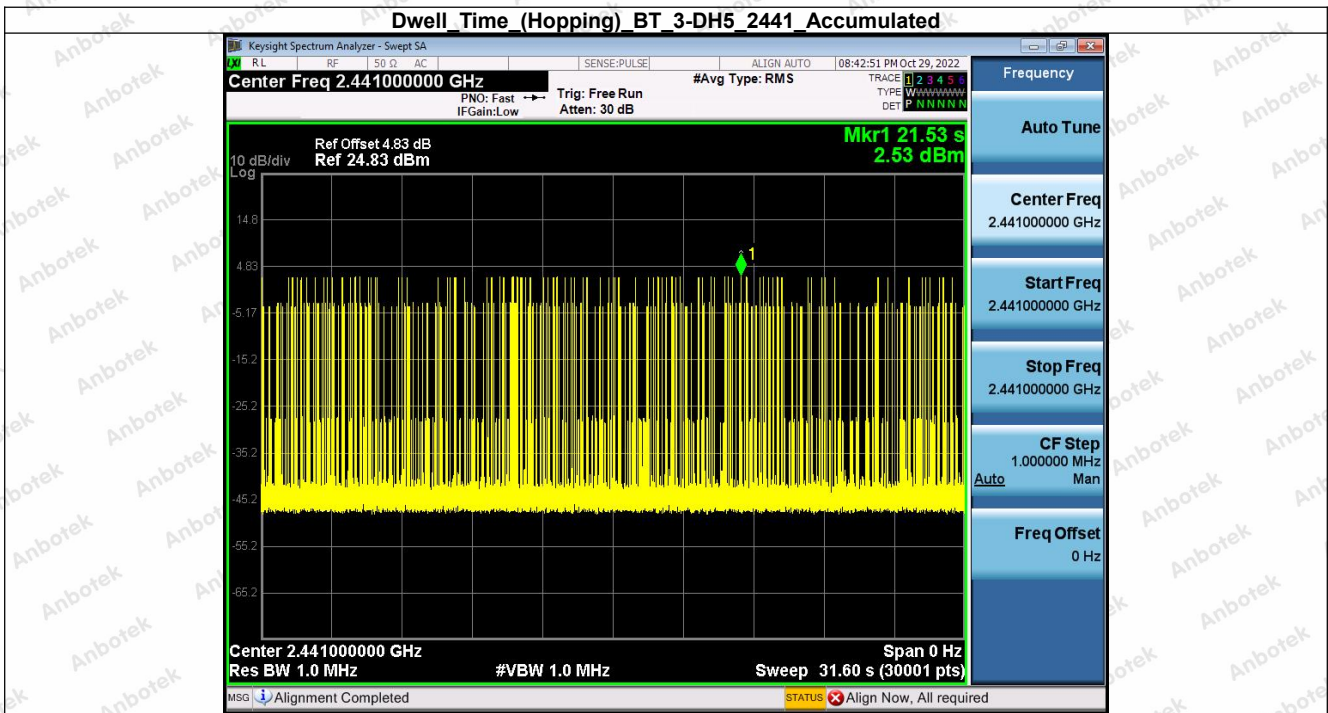 Dwell_Time_(Hopping)_BT_3-DH5_2441_Accumulated
Keysight Spectrum Analyzer - Swept SA
LXI RL RF 50 Ω AC SENSE:PULSE ALIGN AUTO 08:42:51 PM Oct 29, 2022
Center Freq 2.441000000 GHz #Avg Type: RMS TRACE 1 2 3 4 5 6
PNO: Fast Trig: Free Run TYPE WWWWWW
IFGain:Low Atten: 30 dB DET P N N N N N
Mkr1 21.53 s
2.53 dBm
Ref Offset 4.83 dB
10 dB/div Ref 24.83 dBm
Log
14.8
4.83
-5.17
-15.2
-25.2
-35.2
-45.2
-55.2
-65.2
1
Center 2.441000000 GHz Span 0 Hz
Res BW 1.0 MHz #VBW 1.0 MHz Sweep 31.60 s (30001 pts)
MSG Alignment Completed STATUS Align Now, All required
Frequency
Auto Tune
Center Freq
2.441000000 GHz
Start Freq
2.441000000 GHz
Stop Freq
2.441000000 GHz
CF Step
1.000000 MHz
Auto Man
Freq Offset
0 Hz
Anbotek